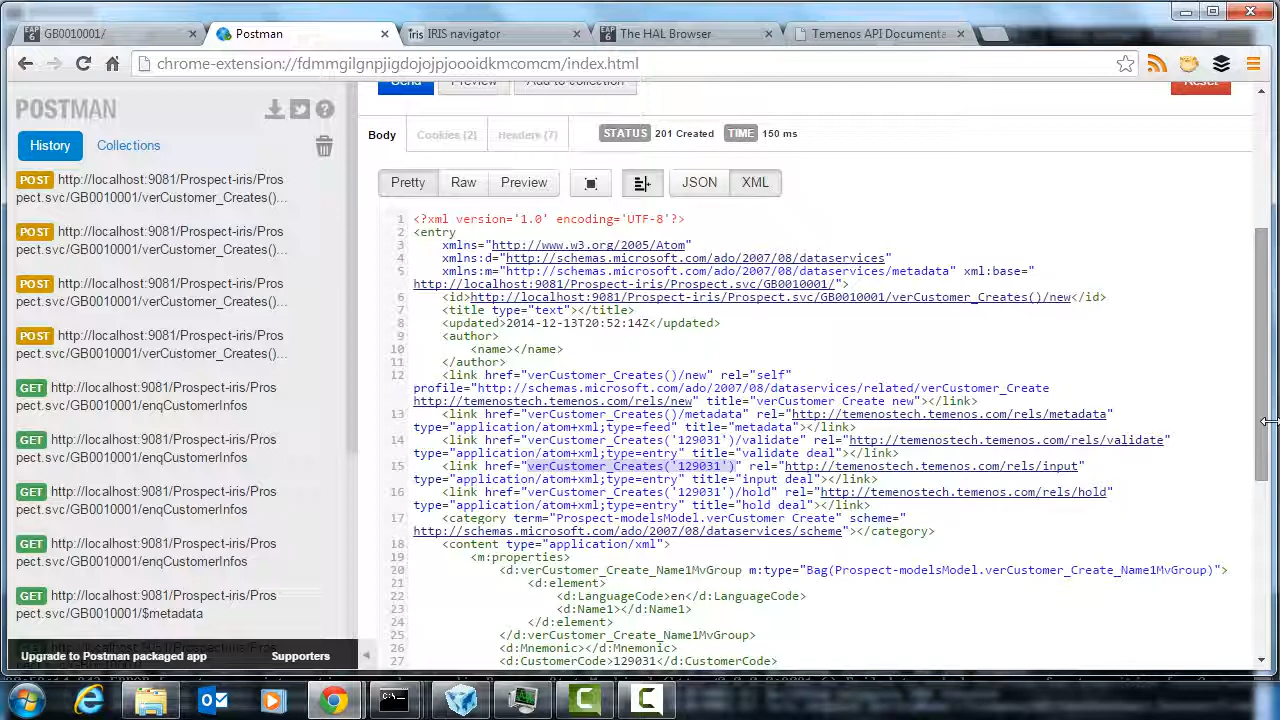 GB0010001/
Postman
IRIS navigator
The HAL Browser
Temenos API Documenta
chrome-extension://fdmmgilgnpjigdojojpjoooidkmcomcm/index.html
POSTMAN
History
Collections
POST http://localhost:9081/Prospect-iris/Pros
pect.svc/GB0010001/verCustomer_Creates()...
POST http://localhost:9081/Prospect-iris/Pros
pect.svc/GB0010001/verCustomer_Creates()...
POST http://localhost:9081/Prospect-iris/Pros
pect.svc/GB0010001/verCustomer_Creates()...
POST http://localhost:9081/Prospect-iris/Pros
pect.svc/GB0010001/verCustomer_Creates()...
GET http://localhost:9081/Prospect-iris/Pros
pect.svc/GB0010001/enqCustomerInfos
GET http://localhost:9081/Prospect-iris/Pros
pect.svc/GB0010001/enqCustomerInfos
GET http://localhost:9081/Prospect-iris/Pros
pect.svc/GB0010001/enqCustomerInfos
GET http://localhost:9081/Prospect-iris/Pros
pect.svc/GB0010001/enqCustomerInfos
GET http://localhost:9081/Prospect-iris/Pros
pect.svc/GB0010001/$metadata
Upgrade to Postman packaged app Supporters
Send Preview Add to collection Reset
Body Cookies (2) Headers (7) STATUS 201 Created TIME 150 ms
Pretty Raw Preview JSON XML
1 <?xml version='1.0' encoding='UTF-8'?>
2 <entry
3 xmlns="http://www.w3.org/2005/Atom"
4 xmlns:d="http://schemas.microsoft.com/ado/2007/08/dataservices"
5 xmlns:m="http://schemas.microsoft.com/ado/2007/08/dataservices/metadata" xml:base="
http://localhost:9081/Prospect-iris/Prospect.svc/GB0010001/">
6 <id>http://localhost:9081/Prospect-iris/Prospect.svc/GB0010001/verCustomer_Creates()/new</id>
7 <title type="text"></title>
8 <updated>2014-12-13T20:52:14Z</updated>
9 <author>
10 <name></name>
11 </author>
12 <link href="verCustomer_Creates()/new" rel="self"
profile="http://schemas.microsoft.com/ado/2007/08/dataservices/related/verCustomer_Create
http://temenostech.temenos.com/rels/new" title="verCustomer Create new"></link>
13 <link href="verCustomer_Creates()/metadata" rel="http://temenostech.temenos.com/rels/metadata"
type="application/atom+xml;type=feed" title="metadata"></link>
14 <link href="verCustomer_Creates('129031')/validate" rel="http://temenostech.temenos.com/rels/validate"
type="application/atom+xml;type=entry" title="validate deal"></link>
15 <link href="verCustomer_Creates('129031')" rel="http://temenostech.temenos.com/rels/input"
type="application/atom+xml;type=entry" title="input deal"></link>
16 <link href="verCustomer_Creates('129031')/hold" rel="http://temenostech.temenos.com/rels/hold"
type="application/atom+xml;type=entry" title="hold deal"></link>
17 <category term="Prospect-modelsModel.verCustomer Create" scheme="
http://schemas.microsoft.com/ado/2007/08/dataservices/scheme"></category>
18 <content type="application/xml">
19 <m:properties>
20 <d:verCustomer_Create_Name1MvGroup m:type="Bag(Prospect-modelsModel.verCustomer_Create_Name1MvGroup)">
21 <d:element>
22 <d:LanguageCode>en</d:LanguageCode>
23 <d:Name1></d:Name1>
24 </d:element>
25 </d:verCustomer_Create_Name1MvGroup>
26 <d:Mnemonic></d:Mnemonic>
27 <d:CustomerCode>129031</d:CustomerCode>